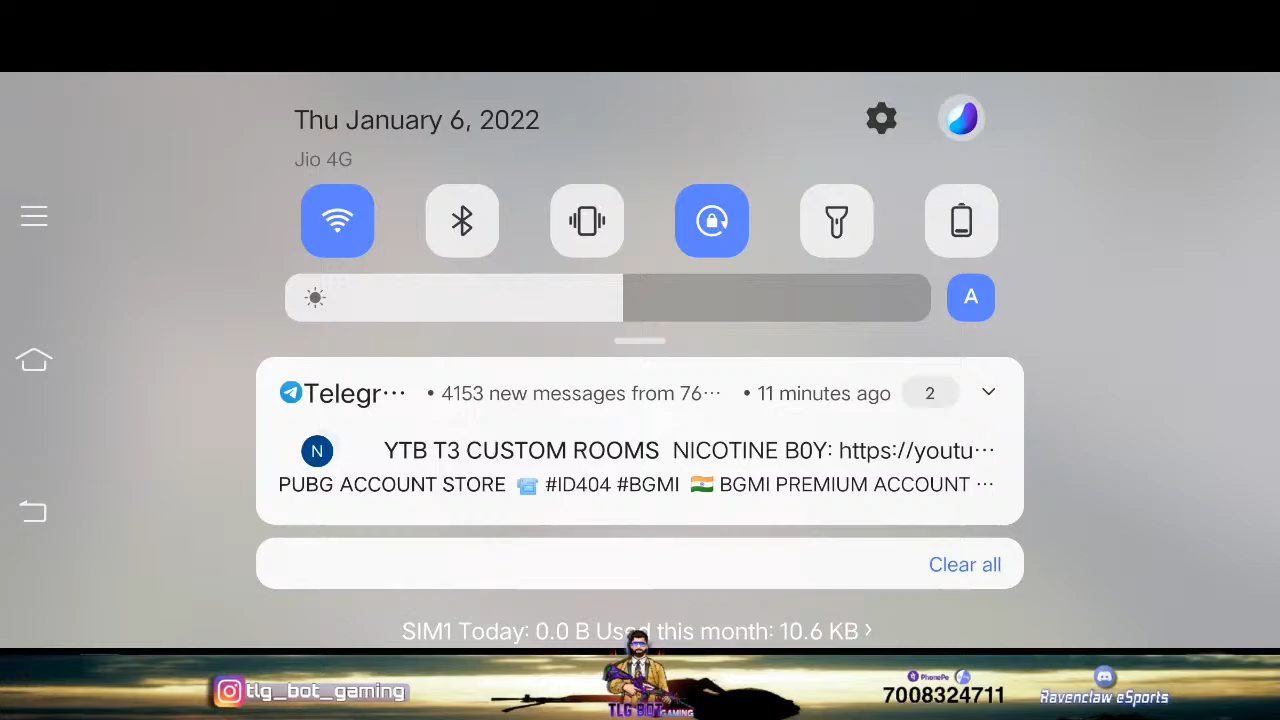 Thu January 6, 2022
Jio 4G
A
Telegr··· • 4153 new messages from 76··· • 11 minutes ago 2
N YTB T3 CUSTOM ROOMS NICOTINE B0Y: https://youtu···
PUBG ACCOUNT STORE 👕 #ID404 #BGMI 🇮🇳 BGMI PREMIUM ACCOUNT ···
Clear all
SIM1 Today: 0.0 B Used this month: 10.6 KB ›
tlg_bot_gaming
TLG BOT
GAMING
PhonePe
7008324711
Ravenclaw eSports